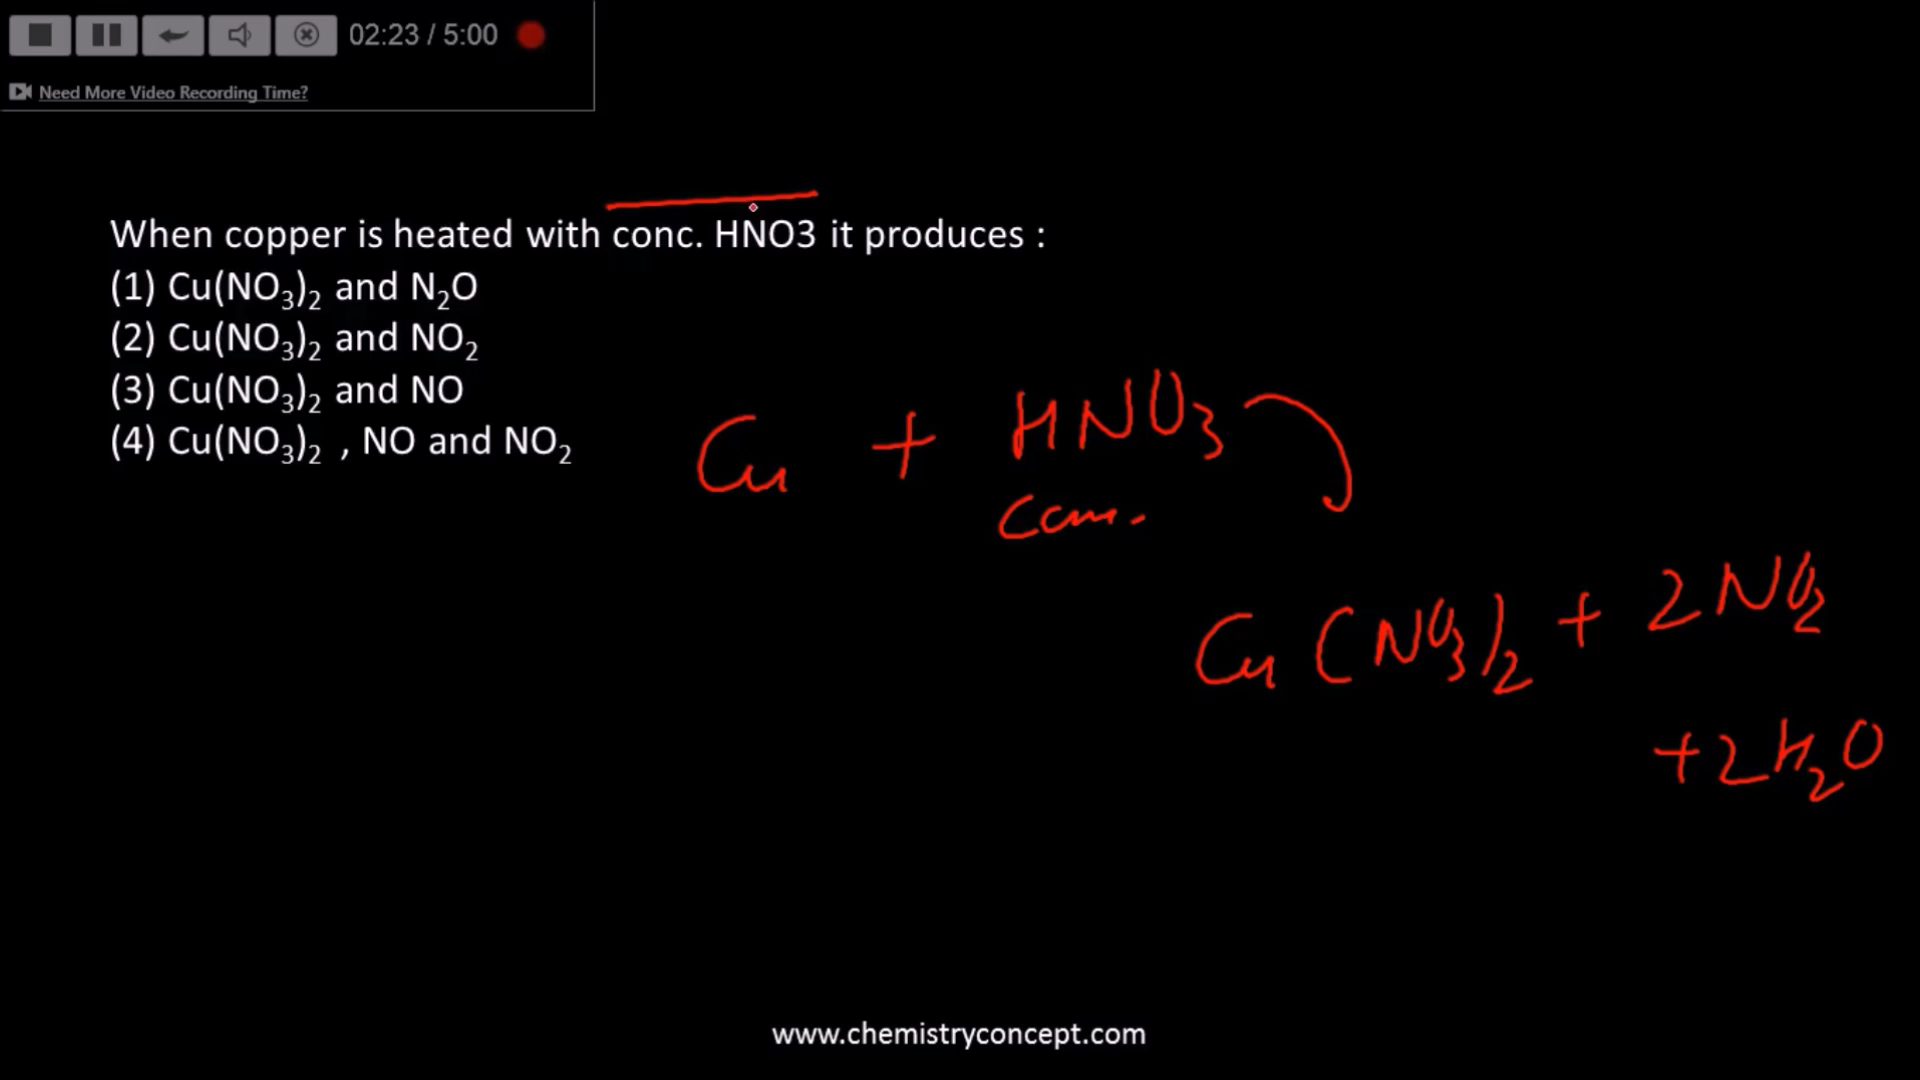 02:23 / 5:00
Need More Video Recording Time?
When copper is heated with conc. HNO3 it produces :
(1) Cu(NO₃)₂ and N₂O
(2) Cu(NO₃)₂ and NO₂
(3) Cu(NO₃)₂ and NO
(4) Cu(NO₃)₂ , NO and NO₂
Cu + HNO₃
conc.
Cu(NO₃)₂ + 2NO₂
+2H₂O
www.chemistryconcept.com